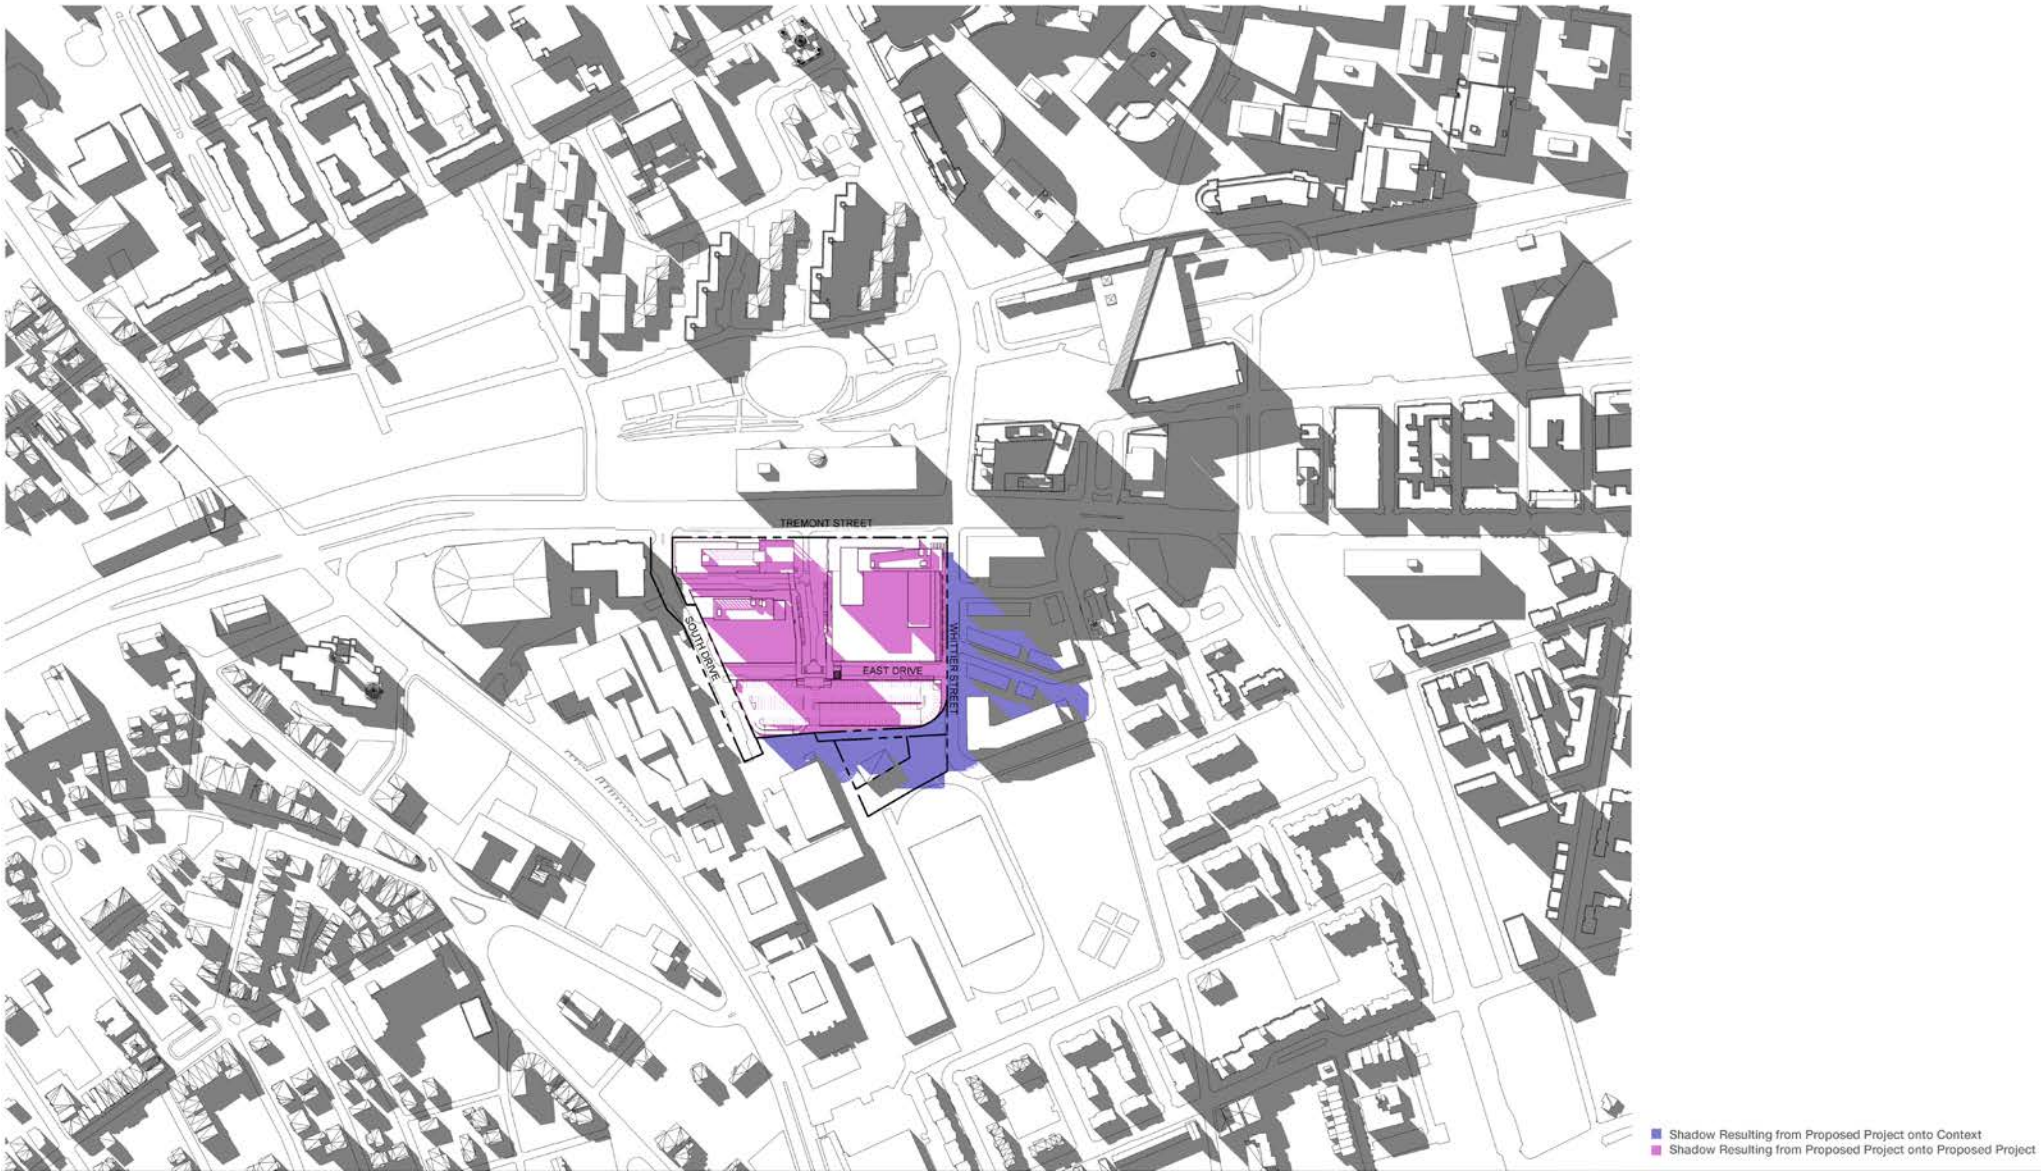 TREMONT STREET
SOUTH DRIVE
EAST DRIVE
WHITTIER STREET
Shadow Resulting from Proposed Project onto Context
Shadow Resulting from Proposed Project onto Proposed Project